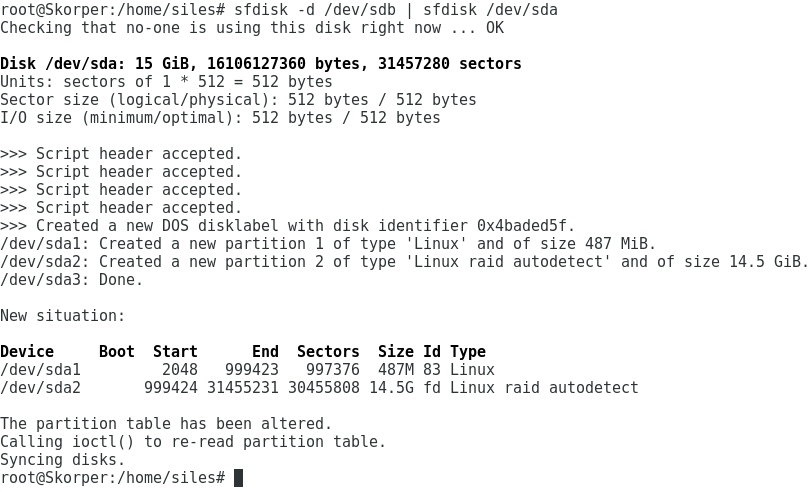 root@Skorper:/home/siles# sfdisk -d /dev/sdb | sfdisk /dev/sda
Checking that no-one is using this disk right now ... OK

Disk /dev/sda: 15 GiB, 16106127360 bytes, 31457280 sectors
Units: sectors of 1 * 512 = 512 bytes
Sector size (logical/physical): 512 bytes / 512 bytes
I/O size (minimum/optimal): 512 bytes / 512 bytes

>>> Script header accepted.
>>> Script header accepted.
>>> Script header accepted.
>>> Script header accepted.
>>> Created a new DOS disklabel with disk identifier 0x4baded5f.
/dev/sda1: Created a new partition 1 of type 'Linux' and of size 487 MiB.
/dev/sda2: Created a new partition 2 of type 'Linux raid autodetect' and of size 14.5 GiB.
/dev/sda3: Done.

New situation:

Device     Boot  Start      End  Sectors  Size Id Type
/dev/sda1         2048   999423   997376  487M 83 Linux
/dev/sda2       999424 31455231 30455808 14.5G fd Linux raid autodetect

The partition table has been altered.
Calling ioctl() to re-read partition table.
Syncing disks.
root@Skorper:/home/siles#